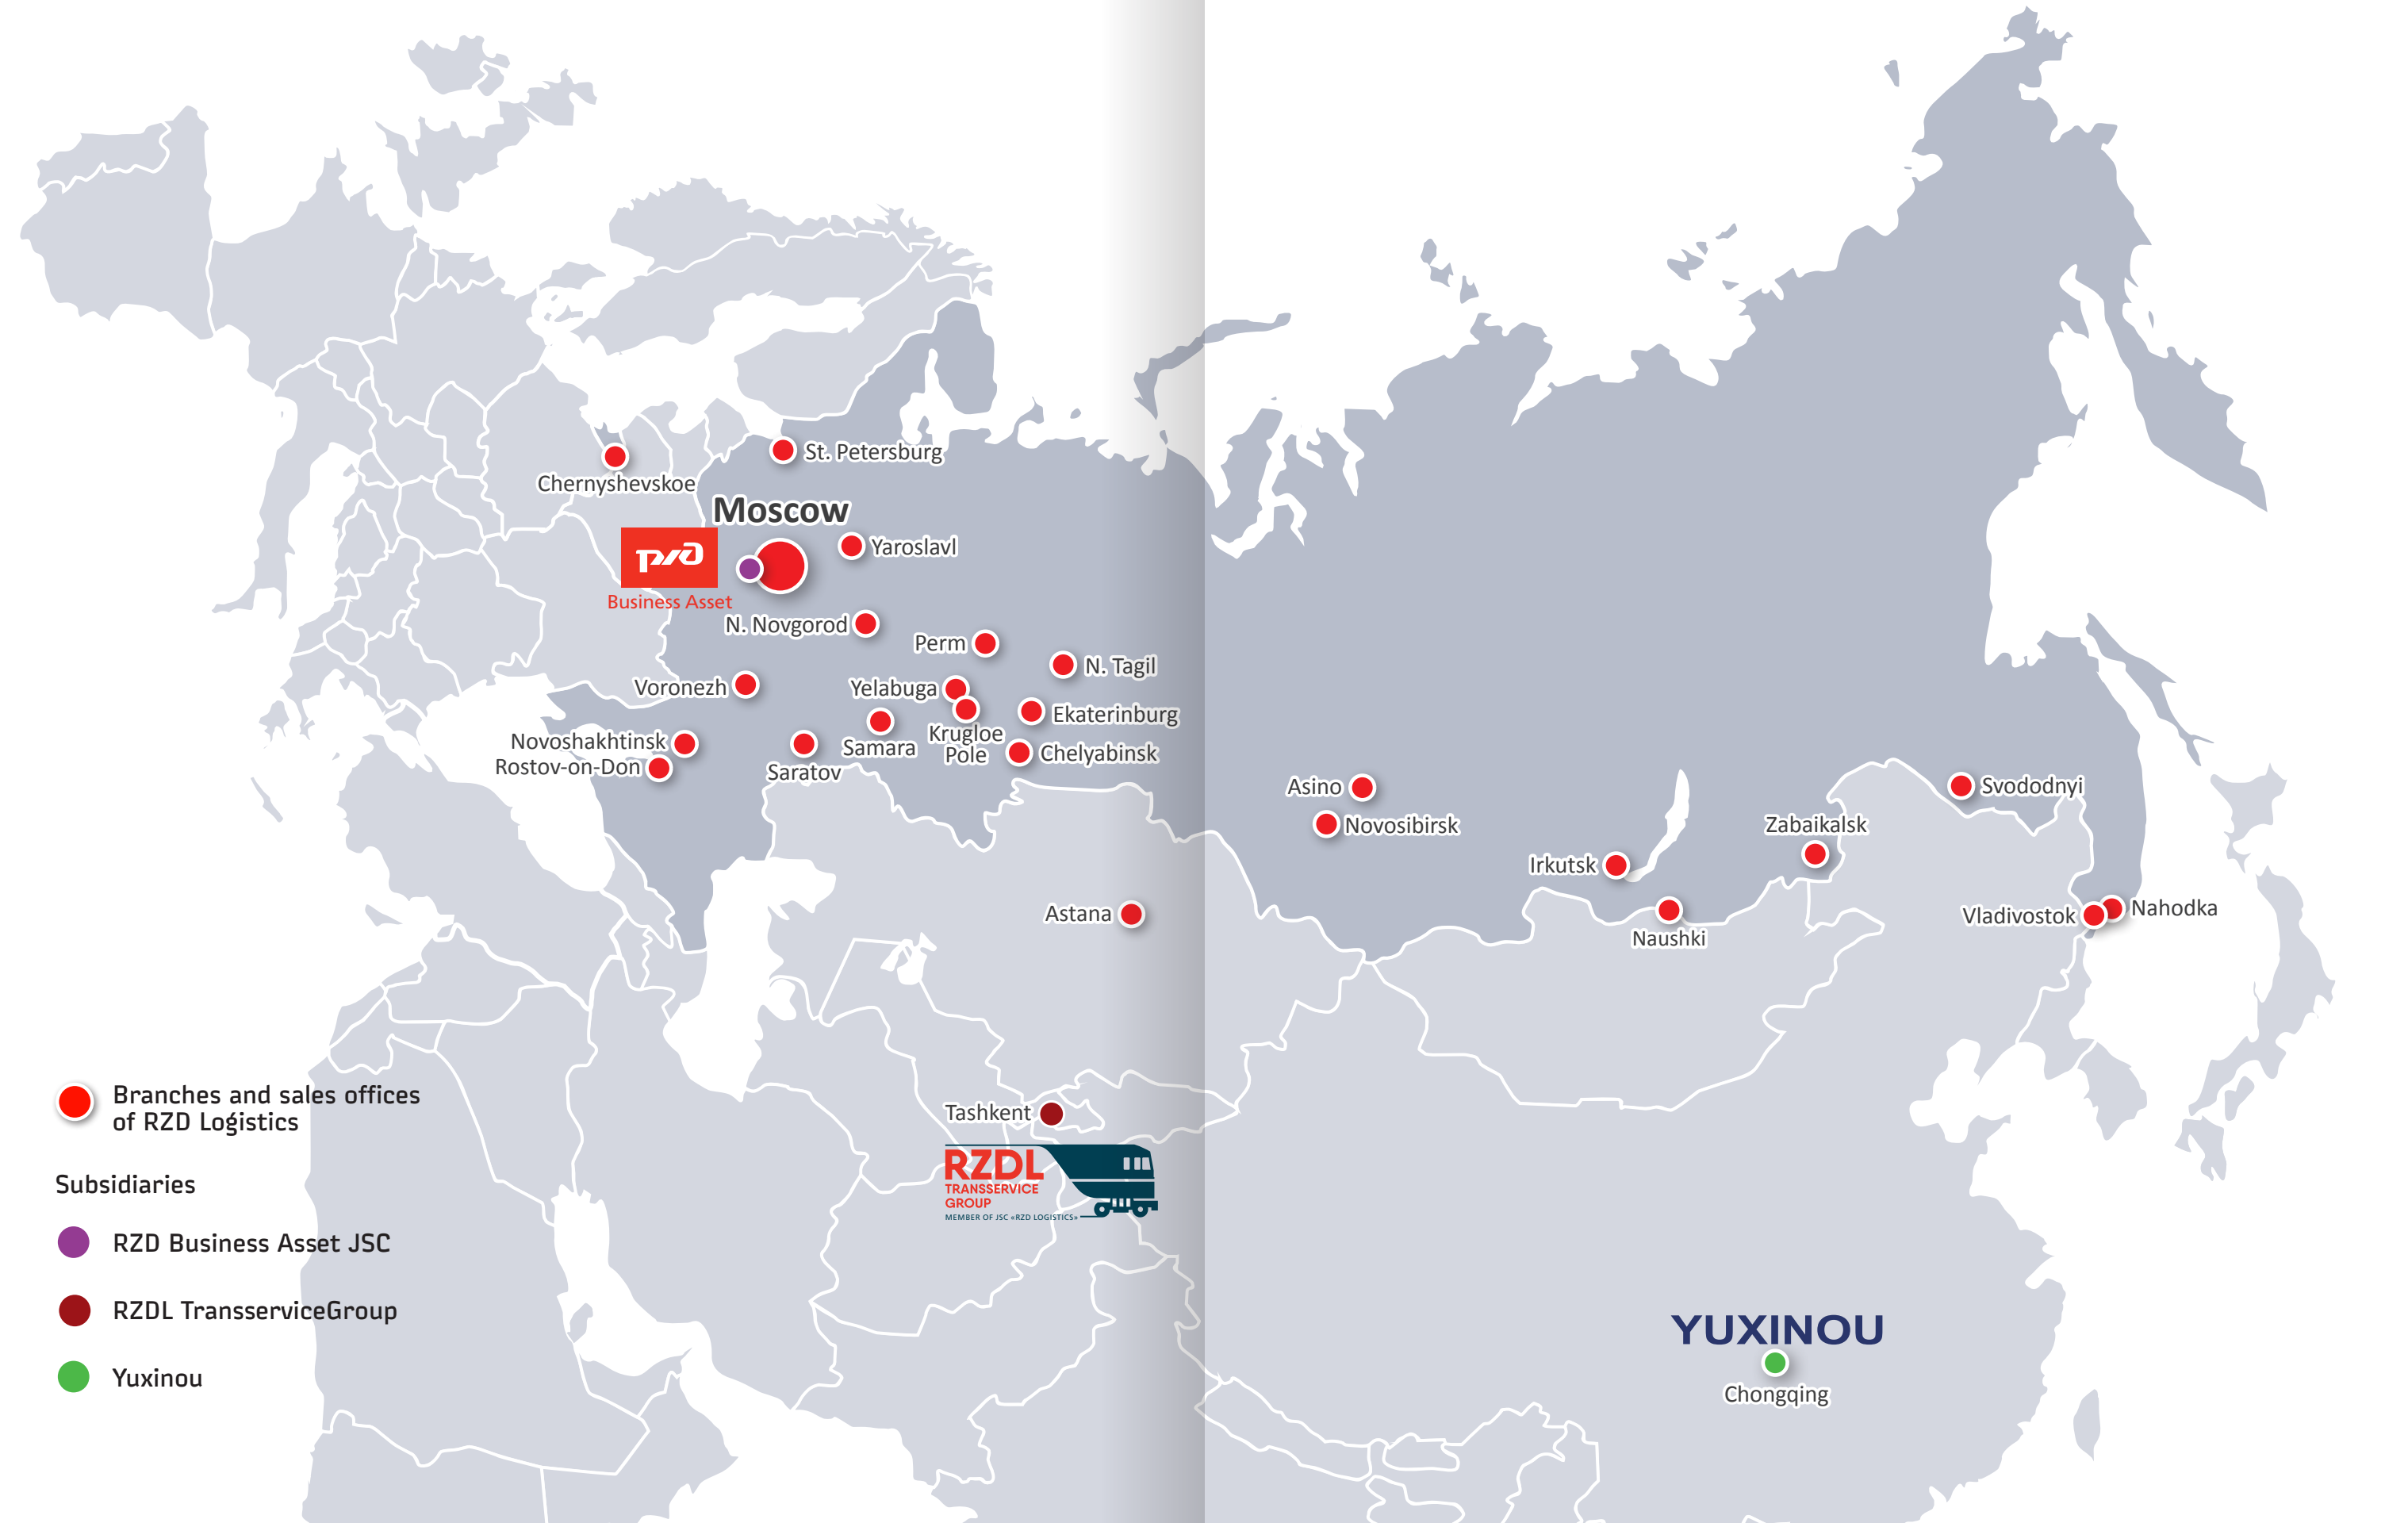 St. Petersburg
Chernyshevskoe
Moscow
Yaroslavl
ржд
Business Asset
N. Novgorod
Perm
N. Tagil
Voronezh
Yelabuga
Ekaterinburg
Krugloe
Pole
Novoshakhtinsk
Samara
Chelyabinsk
Rostov-on-Don
Saratov
Asino
Svododnyi
Novosibirsk
Zabaikalsk
Irkutsk
Astana
Vladivostok
Nahodka
Naushki
Branches and sales offices
of RZD Logistics
Tashkent
RZDL
TRANSSERVICE
GROUP
MEMBER OF JSC «RZD LOGISTICS»
Subsidiaries
RZD Business Asset JSC
RZDL TransserviceGroup
YUXINOU
Yuxinou
Chongqing